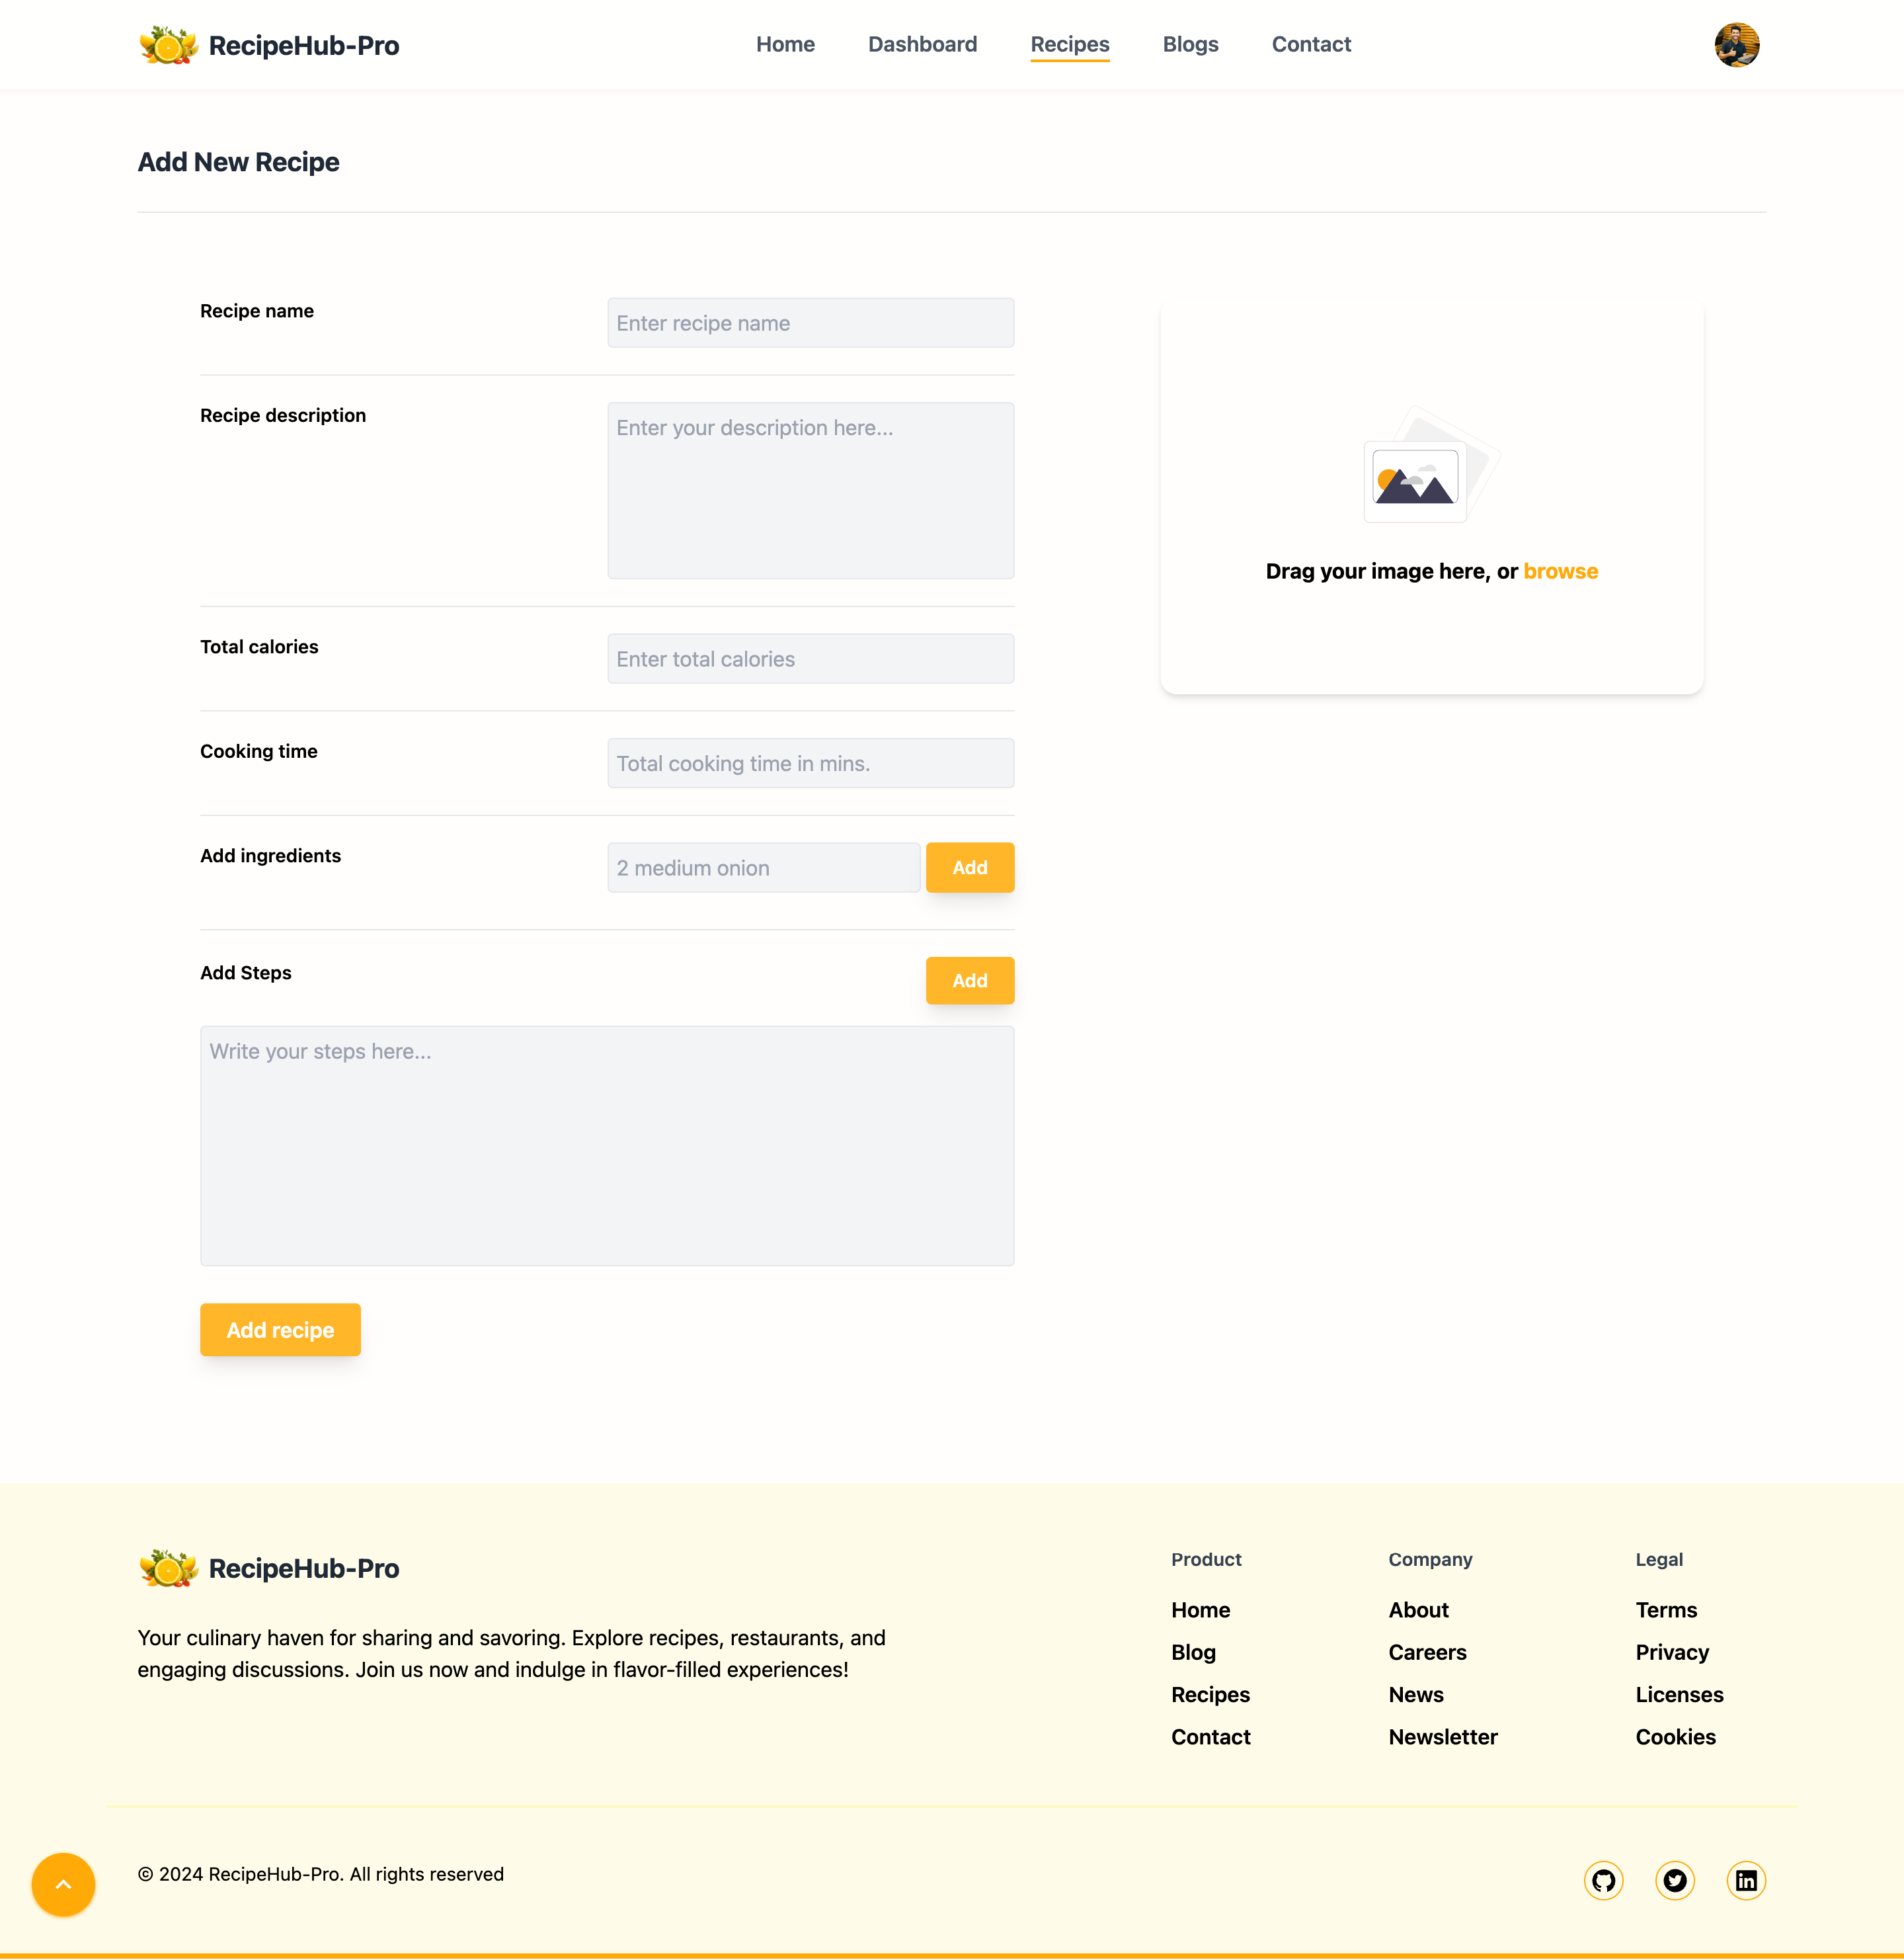 RecipeHub-Pro
Home
Dashboard
Recipes
Blogs
Contact
Add New Recipe
Recipe name
Enter recipe name
Recipe description
Enter your description here...
Total calories
Enter total calories
Cooking time
Total cooking time in mins.
Add ingredients
2 medium onion
Add
Add Steps
Add
Write your steps here...
Add recipe
Drag your image here, or browse
RecipeHub-Pro
Your culinary haven for sharing and savoring. Explore recipes, restaurants, and
engaging discussions. Join us now and indulge in flavor-filled experiences!
Product
Home
Blog
Recipes
Contact
Company
About
Careers
News
Newsletter
Legal
Terms
Privacy
Licenses
Cookies
© 2024 RecipeHub-Pro. All rights reserved
in